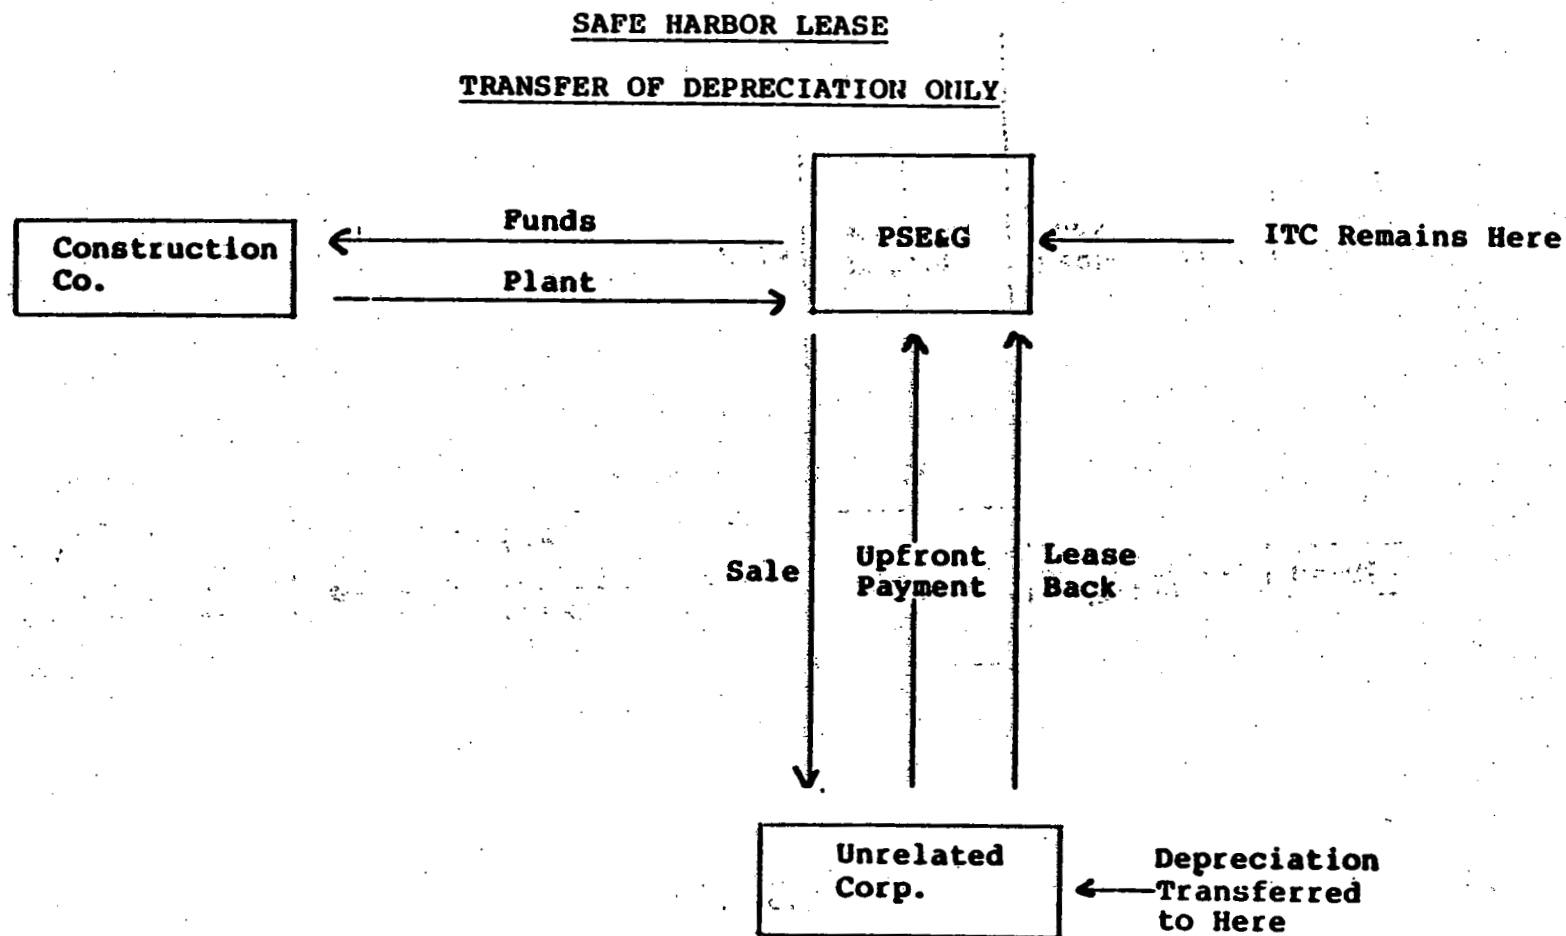 SAFE HARBOR LEASE
TRANSFER OF DEPRECIATION ONLY
Construction
Co.
Funds
Plant
PSE&G
ITC Remains Here
Sale
Upfront
Payment
Lease
Back
Unrelated
Corp.
Depreciation
Transferred
to Here